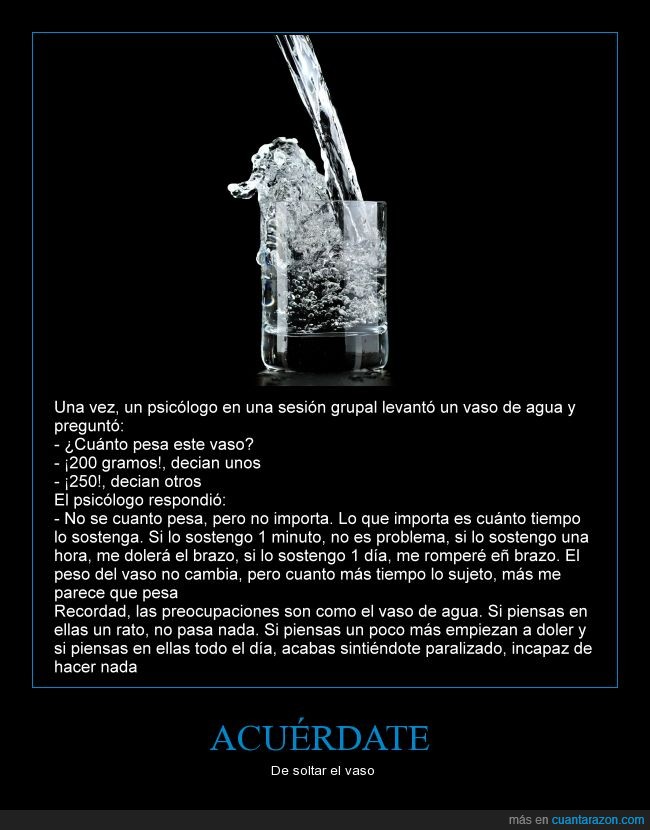 Una vez, un psicólogo en una sesión grupal levantó un vaso de agua y
preguntó:
- ¿Cuánto pesa este vaso?
- ¡200 gramos!, decian unos
- ¡250!, decian otros
El psicólogo respondió:
- No se cuanto pesa, pero no importa. Lo que importa es cuánto tiempo
lo sostenga. Si lo sostengo 1 minuto, no es problema, si lo sostengo una
hora, me dolerá el brazo, si lo sostengo 1 día, me romperé eñ brazo. El
peso del vaso no cambia, pero cuanto más tiempo lo sujeto, más me
parece que pesa
Recordad, las preocupaciones son como el vaso de agua. Si piensas en
ellas un rato, no pasa nada. Si piensas un poco más empiezan a doler y
si piensas en ellas todo el día, acabas sintiéndote paralizado, incapaz de
hacer nada
ACUÉRDATE
De soltar el vaso
más en cuantarazon.com